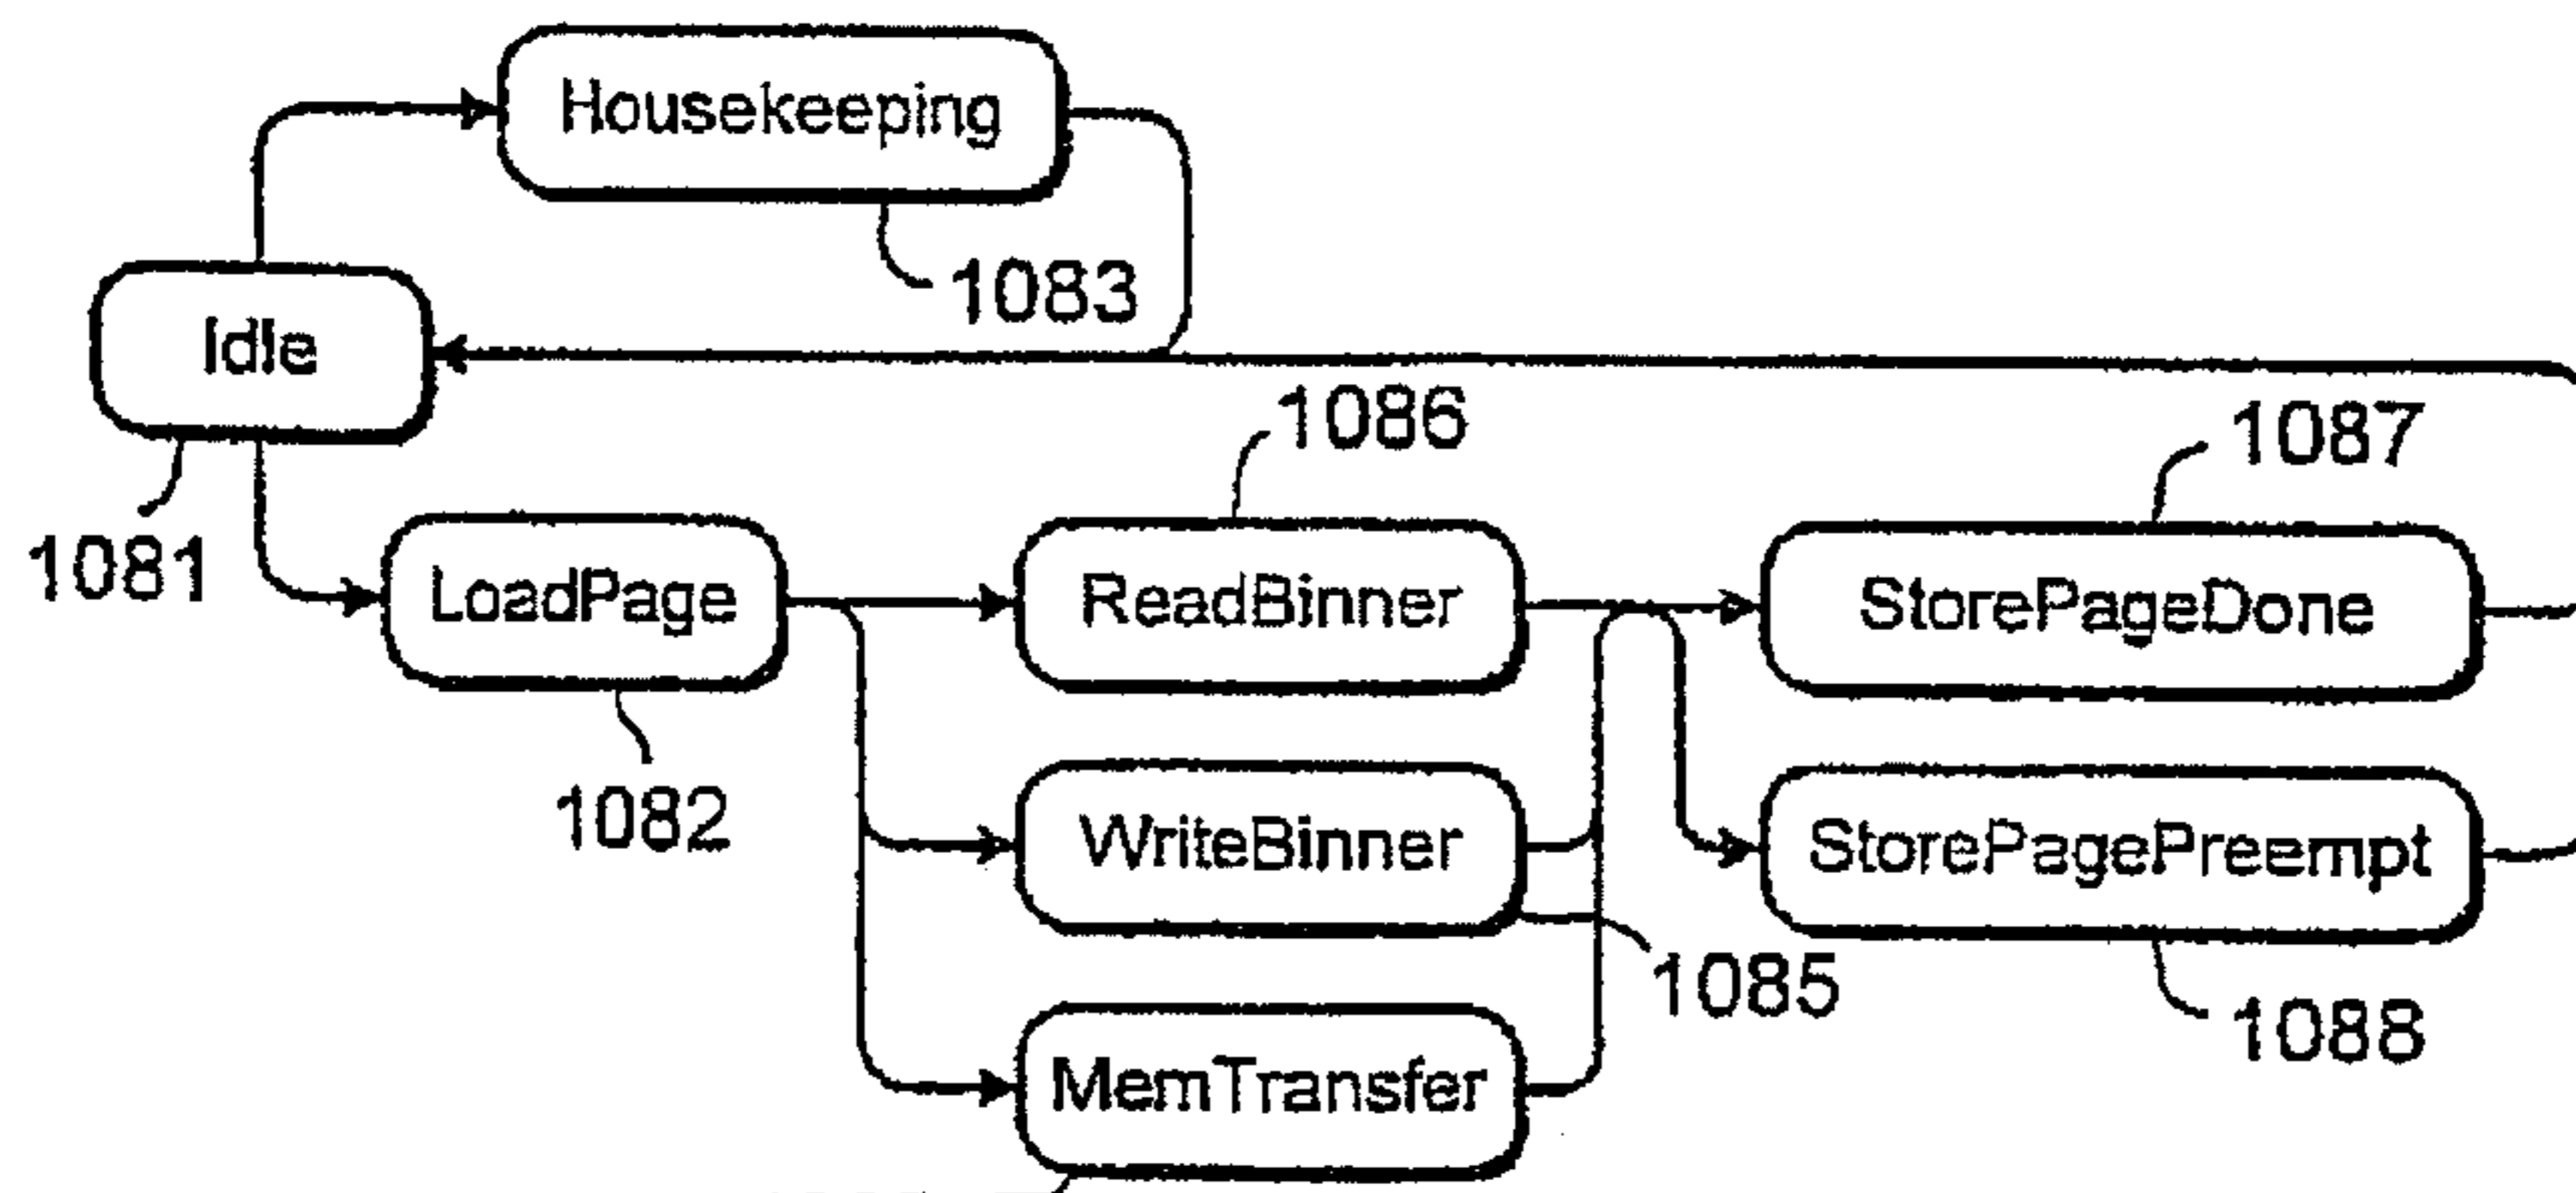 Housekeeping
1083
Idle
1081
1086
1087
LoadPage
ReadBinner
StorePageDone
1082
WriteBinner
StorePagePreempt
1085
1088
MemTransfer